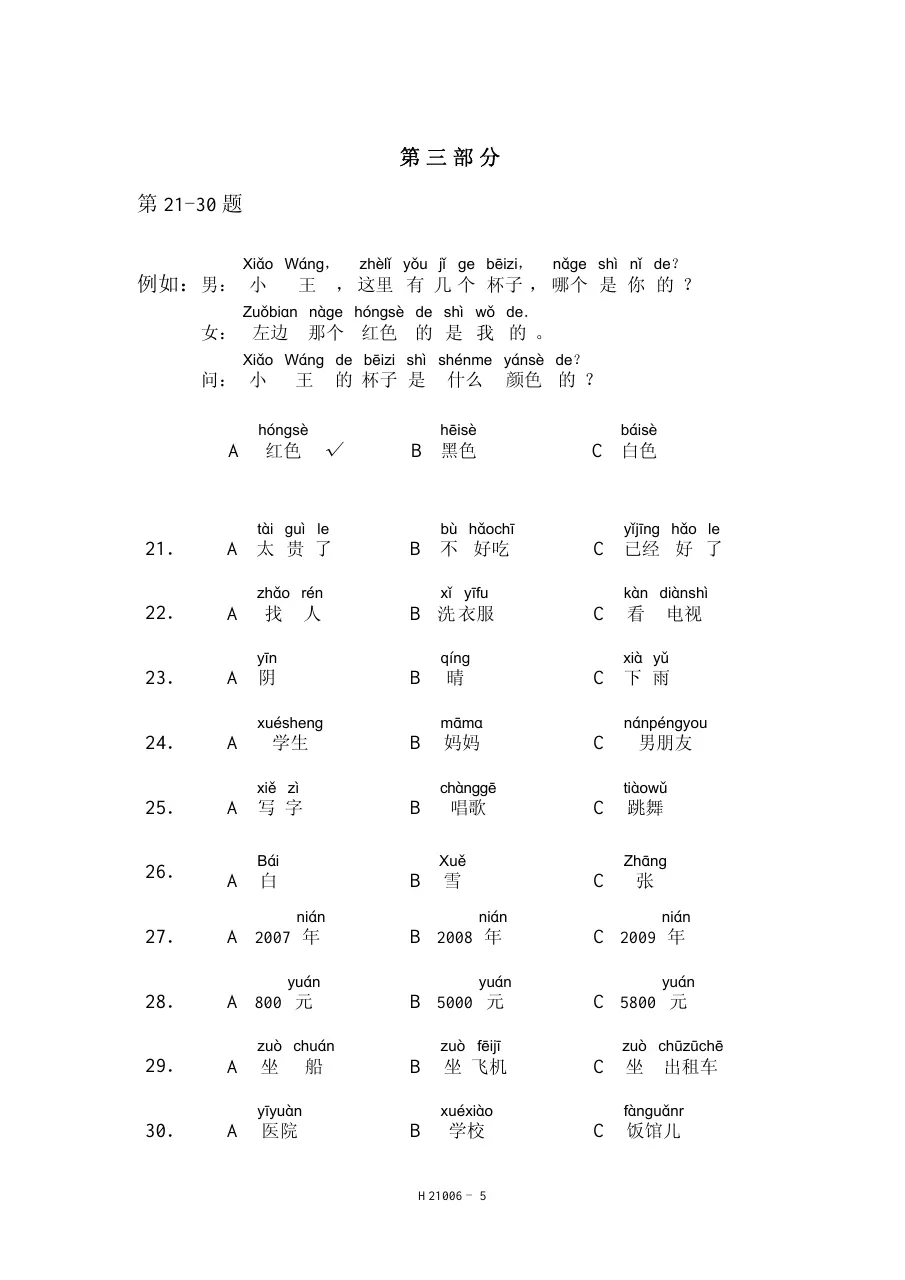 第三部分
第 21-30 题
Xiǎo Wáng, zhèlǐ yǒu jǐ ge bēizi, nǎge shì nǐ de?
例如：男：小 王，这里 有 几 个 杯子，哪个 是 你 的？
Zuǒbian nàge hóngsè de shì wǒ de.
女：左边 那个 红色 的 是 我 的。
Xiǎo Wáng de bēizi shì shénme yánsè de?
问：小 王 的 杯子 是 什么 颜色 的？
hóngsè hēisè báisè
A 红色 √ B 黑色 C 白色
tài guì le bù hǎochī yǐjīng hǎo le
21. A 太 贵 了 B 不 好吃 C 已经 好 了
zhǎo rén xǐ yīfu kàn diànshì
22. A 找 人 B 洗 衣服 C 看 电视
yīn qíng xià yǔ
23. A 阴 B 晴 C 下 雨
xuésheng māma nánpéngyou
24. A 学生 B 妈妈 C 男朋友
xiě zì chànggē tiàowǔ
25. A 写 字 B 唱歌 C 跳舞
Bái Xuě Zhāng
26. A 白 B 雪 C 张
nián nián nián
27. A 2007 年 B 2008 年 C 2009 年
yuán yuán yuán
28. A 800 元 B 5000 元 C 5800 元
zuò chuán zuò fēijī zuò chūzūchē
29. A 坐 船 B 坐 飞机 C 坐 出租车
yīyuàn xuéxiào fànguǎnr
30. A 医院 B 学校 C 饭馆儿
H21006 - 5